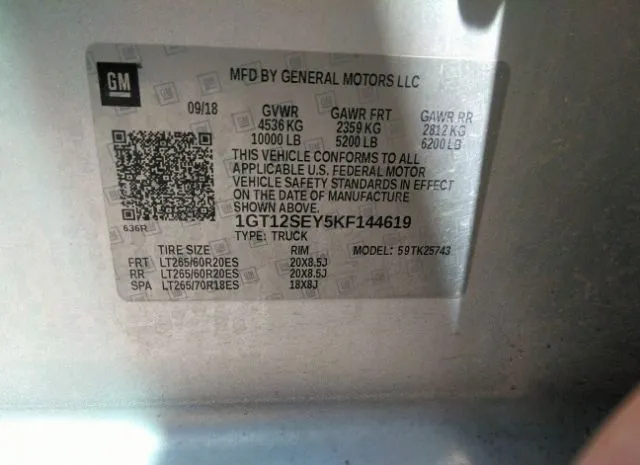 GM
MFD BY GENERAL MOTORS LLC
09/18 GVWR GAWR FRT GAWR RR
4536 KG 2359 KG 2812 KG
10000 LB 5200 LB 6200 LB
THIS VEHICLE CONFORMS TO ALL
APPLICABLE U.S. FEDERAL MOTOR
VEHICLE SAFETY STANDARDS IN EFFECT
ON THE DATE OF MANUFACTURE
SHOWN ABOVE.
636R 1GT12SEY5KF144619
TYPE: TRUCK
TIRE SIZE RIM MODEL: 59TK25743
FRT LT265/60R20ES 20X8.5J
RR LT265/60R20ES 20X8.5J
SPA LT265/70R18ES 18X8J